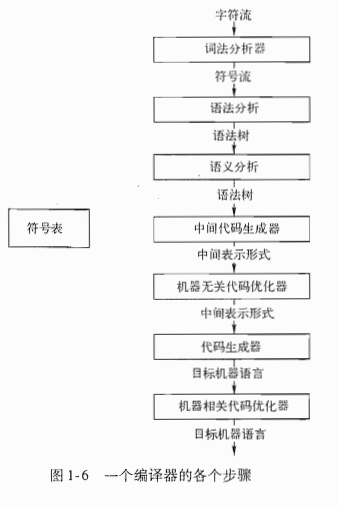 字符流
词法分析器
符号流
语法分析
语法树
语义分析
语法树
符号表
中间代码生成器
中间表示形式
机器无关代码优化器
中间表示形式
代码生成器
目标机器语言
机器相关代码优化器
目标机器语言
图 1-6 一个编译器的各个步骤